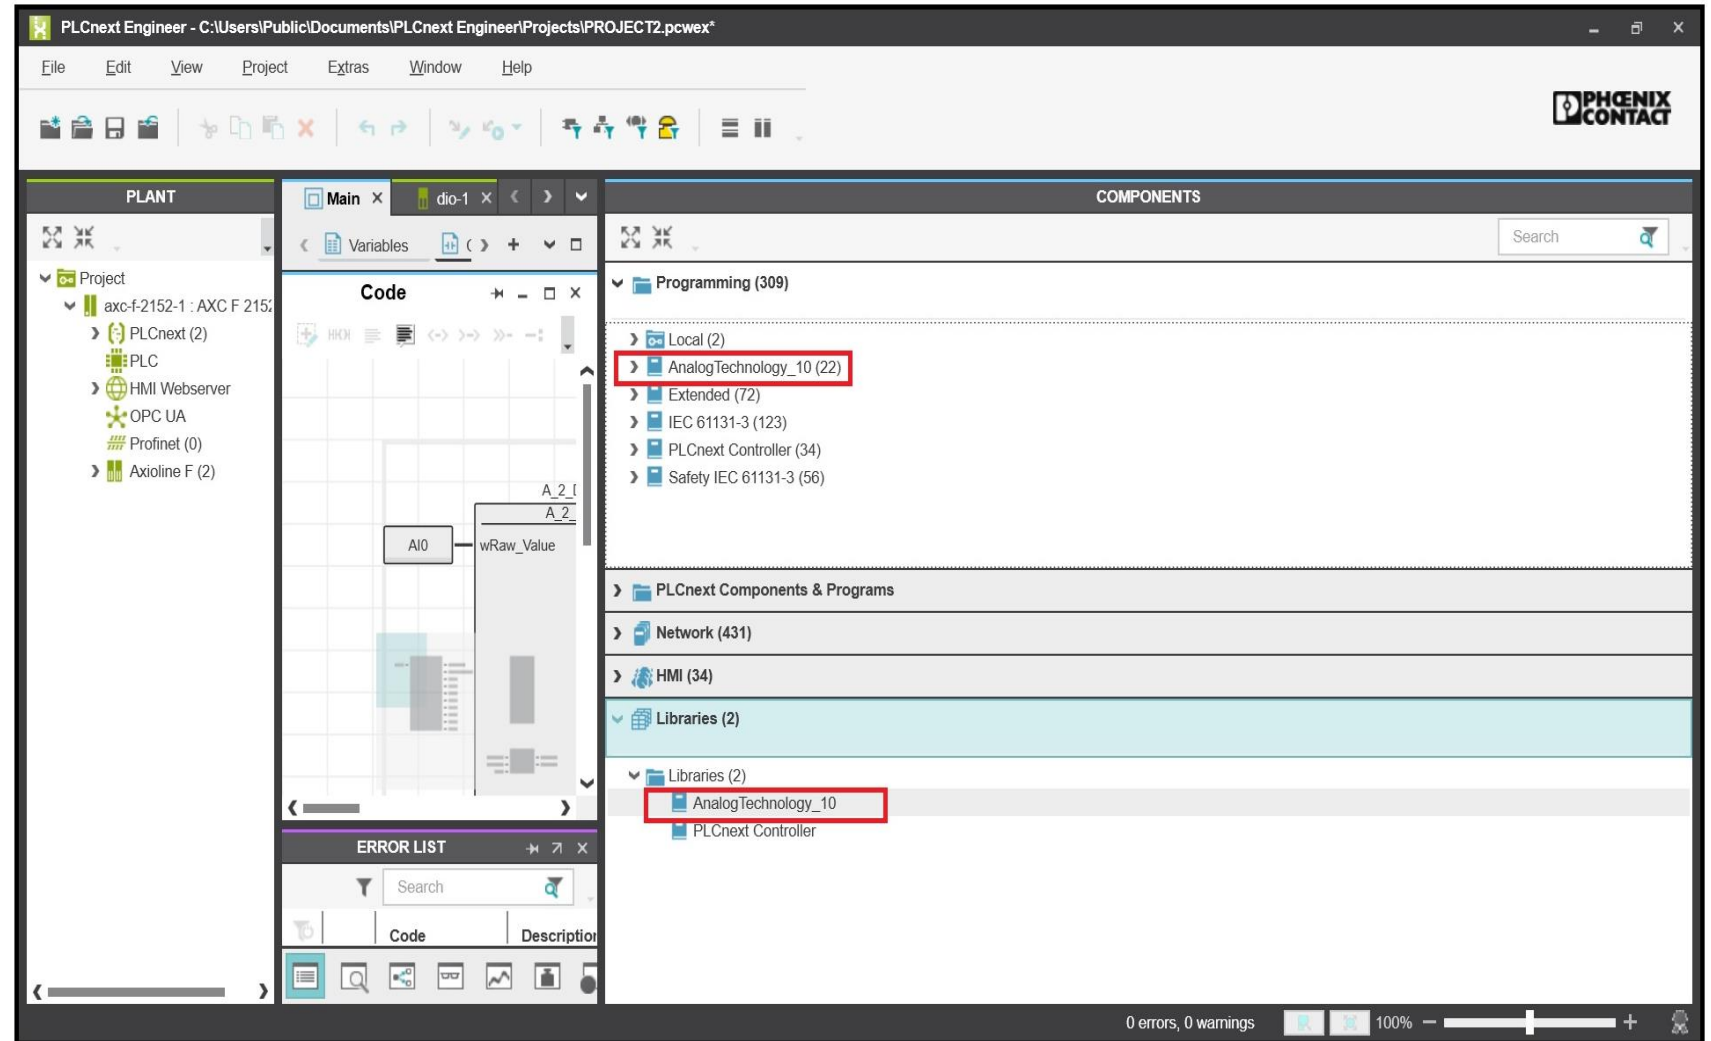 PLCnext Engineer - C:\Users\Public\Documents\PLCnext Engineer\Projects\PROJECT2.pcwex*
File Edit View Project Extras Window Help
PHŒNIX
CONTACT
PLANT
Project
axc-f-2152-1 : AXC F 2152
PLCnext (2)
PLC
HMI Webserver
OPC UA
Profinet (0)
Axioline F (2)
Main dio-1
Variables
Code
A_2_
A_2_
AI0 wRaw_Value
ERROR LIST
Search
Code Description
COMPONENTS
Search
Programming (309)
Local (2)
AnalogTechnology_10 (22)
Extended (72)
IEC 61131-3 (123)
PLCnext Controller (34)
Safety IEC 61131-3 (56)
PLCnext Components & Programs
Network (431)
HMI (34)
Libraries (2)
Libraries (2)
AnalogTechnology_10
PLCnext Controller
0 errors, 0 warnings 100%